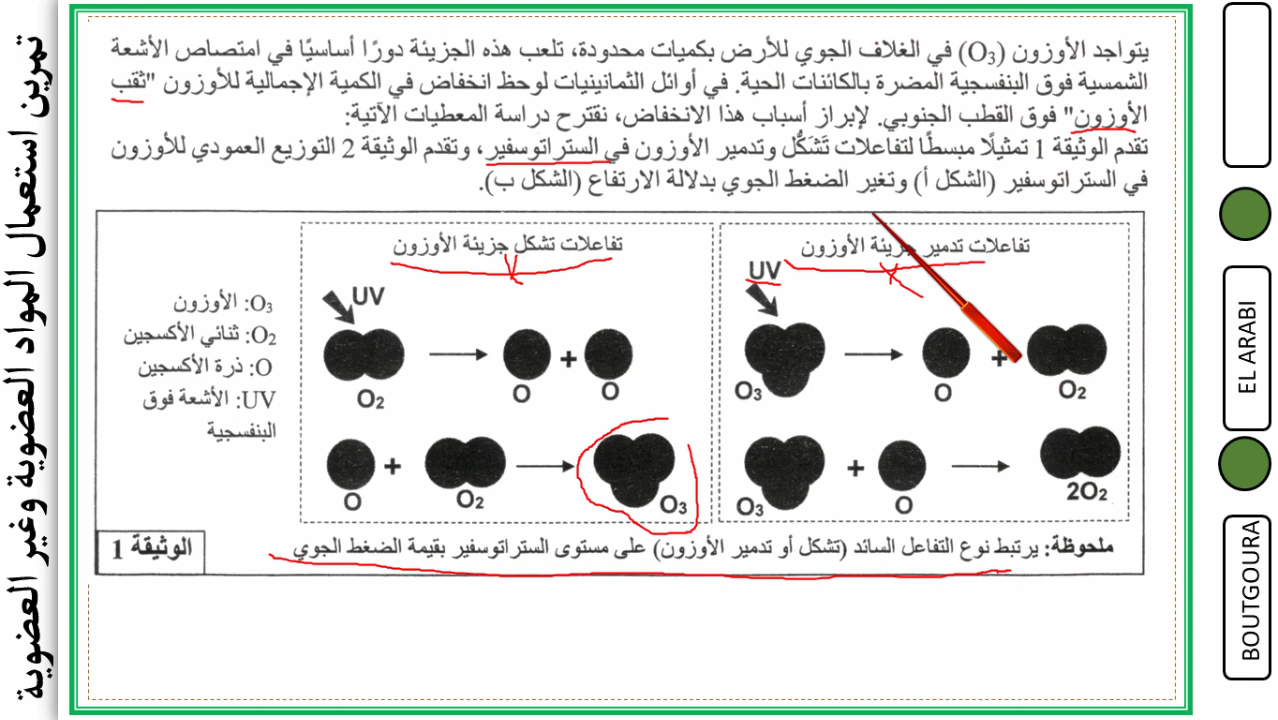 تمرين استعمال المواد العضوية وغير العضوية
يتواجد الأوزون (O3) في الغلاف الجوي للأرض بكميات محدودة، تلعب هذه الجزيئة دورًا أساسيًا في امتصاص الأشعة
الشمسية فوق البنفسجية المضرة بالكائنات الحية. في أوائل الثمانينيات لوحظ انخفاض في الكمية الإجمالية للأوزون "ثقب
الأوزون" فوق القطب الجنوبي. لإبراز أسباب هذا الانخفاض، نقترح دراسة المعطيات الآتية:
تقدم الوثيقة 1 تمثيلًا مبسطًا لتفاعلات تَشَكُّل وتدمير الأوزون في الستراتوسفير، وتقدم الوثيقة 2 التوزيع العمودي للأوزون
في الستراتوسفير (الشكل أ) وتغير الضغط الجوي بدلالة الارتفاع (الشكل ب).
تفاعلات تدمير جزيئة الأوزون
UV
O3
O
+
O2
O3
+
O
2O2
تفاعلات تشكل جزيئة الأوزون
UV
O2
O
+
O
O
+
O2
O3
O3: الأوزون
O2: ثنائي الأكسجين
O: ذرة الأكسجين
UV: الأشعة فوق
البنفسجية
ملحوظة: يرتبط نوع التفاعل السائد (تشكل أو تدمير الأوزون) على مستوى الستراتوسفير بقيمة الضغط الجوي
الوثيقة 1
EL ARABI
BOUTGOURA